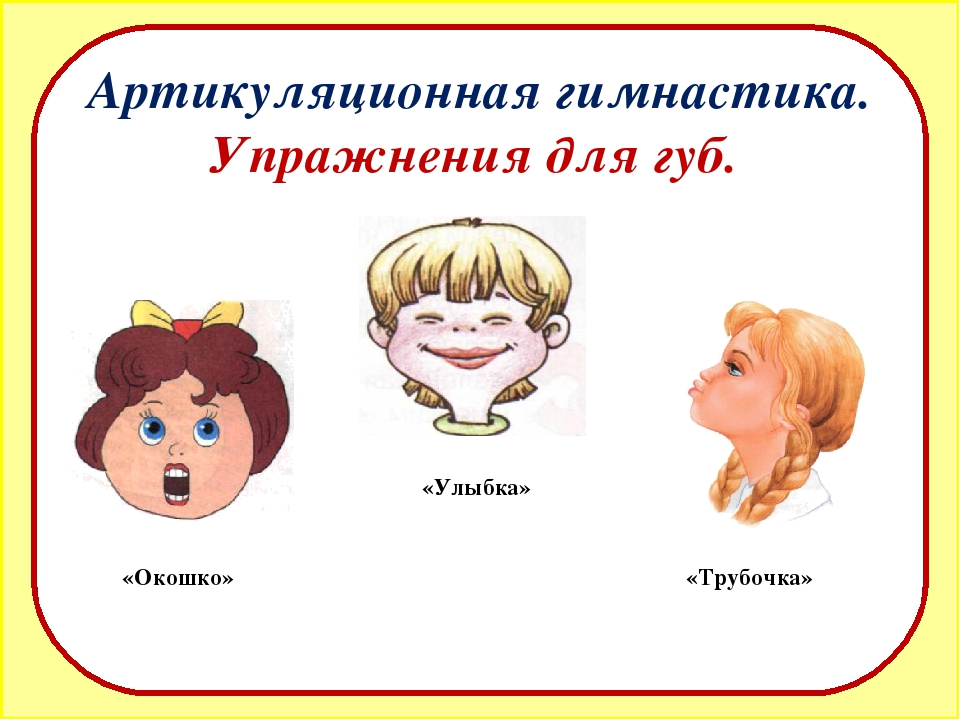 Артикуляционная гимнастика.
Упражнения для губ.
«Улыбка»
«Окошко»
«Трубочка»